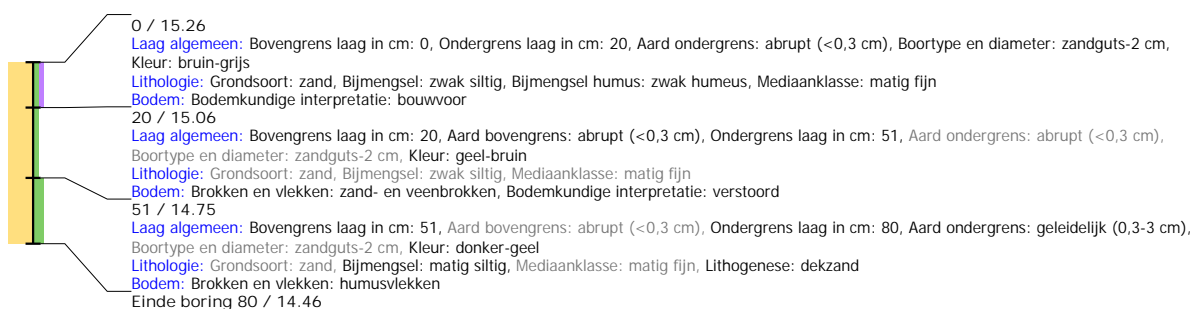 0 / 15.26
Laag algemeen: Bovengrens laag in cm: 0, Ondergrens laag in cm: 20, Aard ondergrens: abrupt (<0,3 cm), Boortype en diameter: zandguts-2 cm,
Kleur: bruin-grijs
Lithologie: Grondsoort: zand, Bijmengsel: zwak siltig, Bijmengsel humus: zwak humeus, Mediaanklasse: matig fijn
Bodem: Bodemkundige interpretatie: bouwvoor
20 / 15.06
Laag algemeen: Bovengrens laag in cm: 20, Aard bovengrens: abrupt (<0,3 cm), Ondergrens laag in cm: 51, Aard ondergrens: abrupt (<0,3 cm),
Boortype en diameter: zandguts-2 cm, Kleur: geel-bruin
Lithologie: Grondsoort: zand, Bijmengsel: zwak siltig, Mediaanklasse: matig fijn
Bodem: Brokken en vlekken: zand- en veenbrokken, Bodemkundige interpretatie: verstoord
51 / 14.75
Laag algemeen: Bovengrens laag in cm: 51, Aard bovengrens: abrupt (<0,3 cm), Ondergrens laag in cm: 80, Aard ondergrens: geleidelijk (0,3-3 cm),
Boortype en diameter: zandguts-2 cm, Kleur: donker-geel
Lithologie: Grondsoort: zand, Bijmengsel: matig siltig, Mediaanklasse: matig fijn, Lithogenese: dekzand
Bodem: Brokken en vlekken: humusvlekken
Einde boring 80 / 14.46